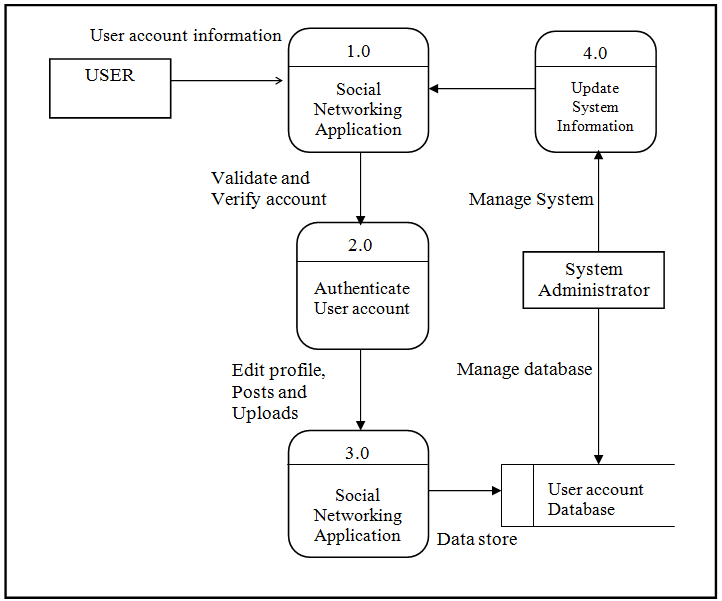 User account information
USER
1.0
Social
Networking
Application
4.0
Update
System
Information
Validate and
Verify account
Manage System
2.0
Authenticate
User account
System
Administrator
Edit profile,
Posts and
Uploads
Manage database
3.0
Social
Networking
Application
User account
Database
Data store